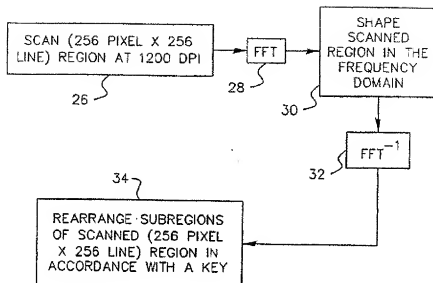 SCAN (256 PIXEL X 256
LINE) REGION AT 1200 DPI
26
FFT
28
SHAPE
SCANNED
REGION IN THE
FREQUENCY
DOMAIN
30
FFT-1
32
34
REARRANGE SUBREGIONS
OF SCANNED (256 PIXEL
X 256 LINE) REGION IN
ACCORDANCE WITH A KEY